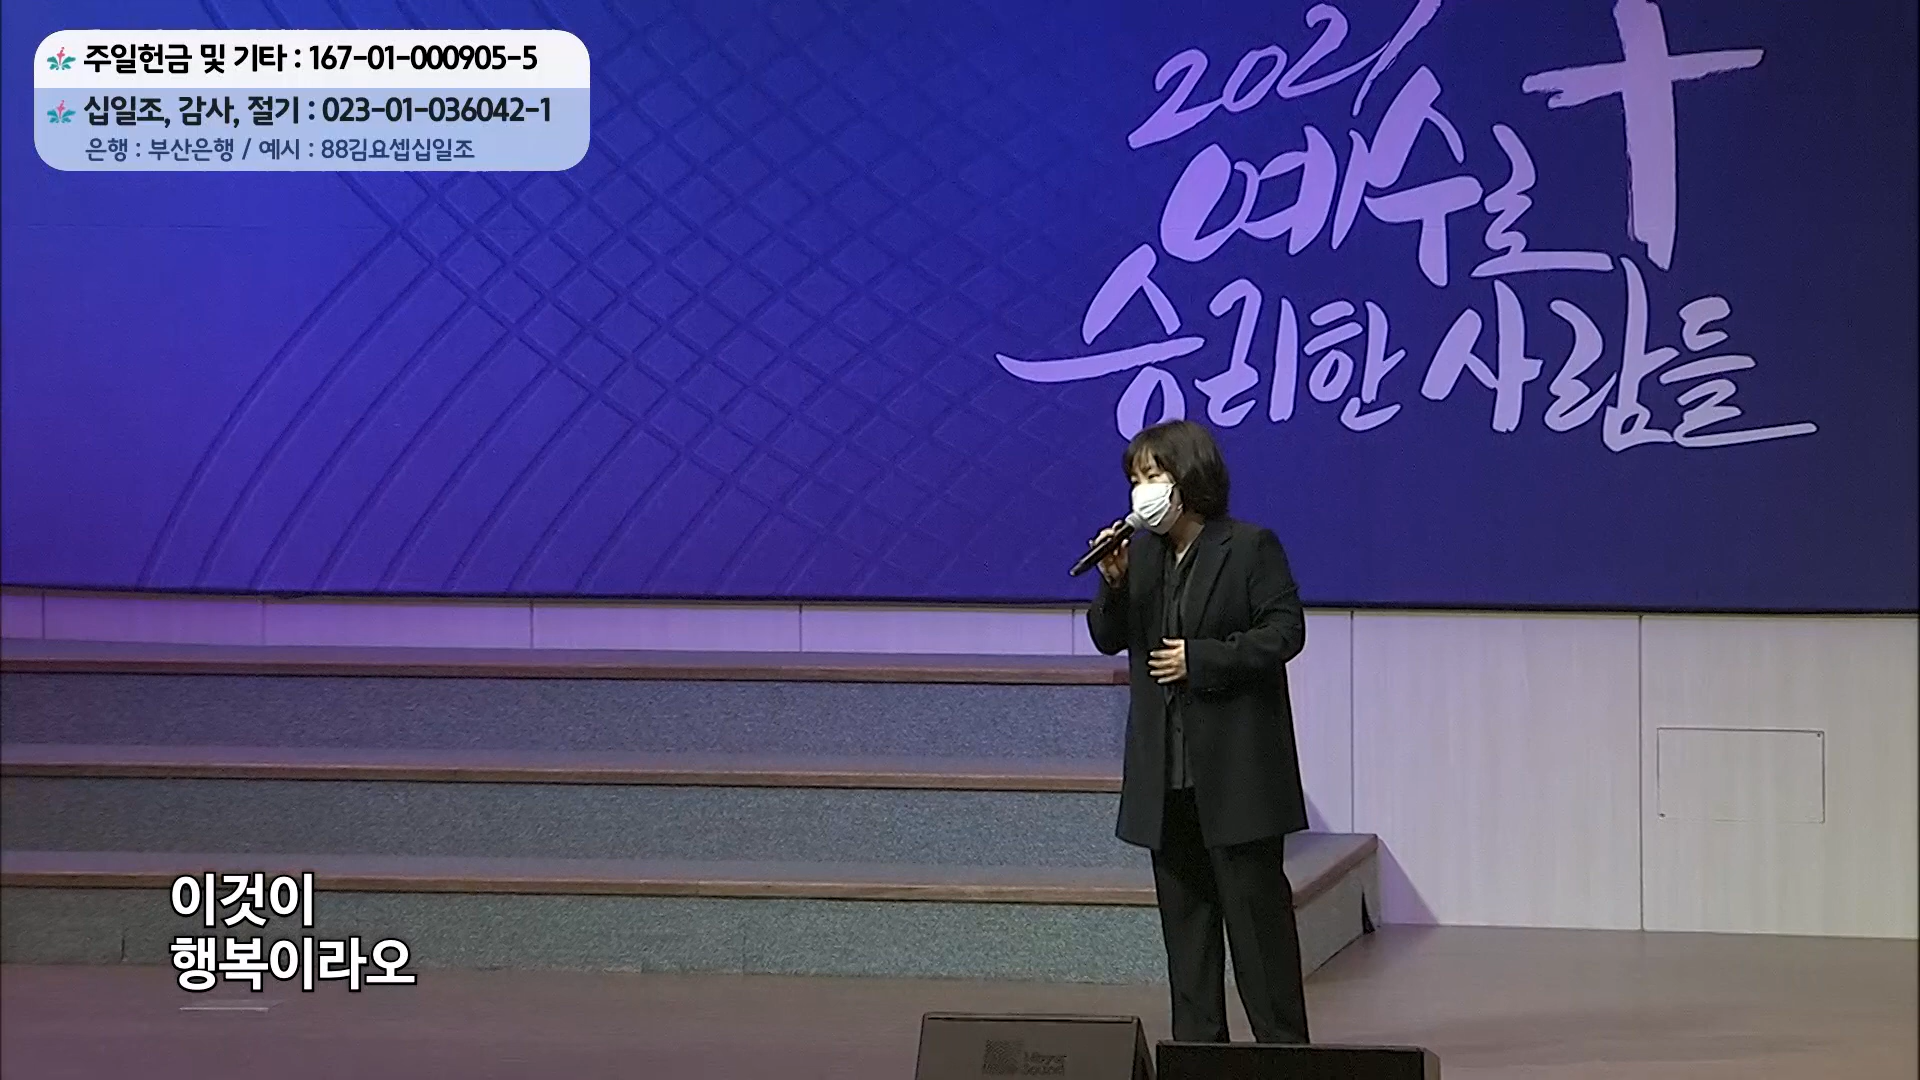 주일헌금 및 기타 : 167-01-000905-5
십일조, 감사, 절기 : 023-01-036042-1
은행 : 부산은행 / 예시 : 88김요셉십일조
2021
예수로
승리한 사람들
이것이
행복이라오